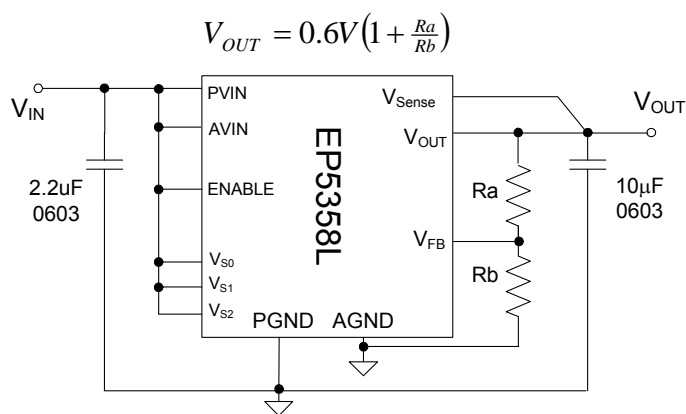 V_OUT = 0.6V(1 + Ra/Rb)
PVIN
V_IN
AVIN
2.2uF
0603
ENABLE
V_S0
V_S1
V_S2
EP5358L
PGND
AGND
V_Sense
V_OUT
V_FB
Ra
Rb
V_OUT
10µF
0603